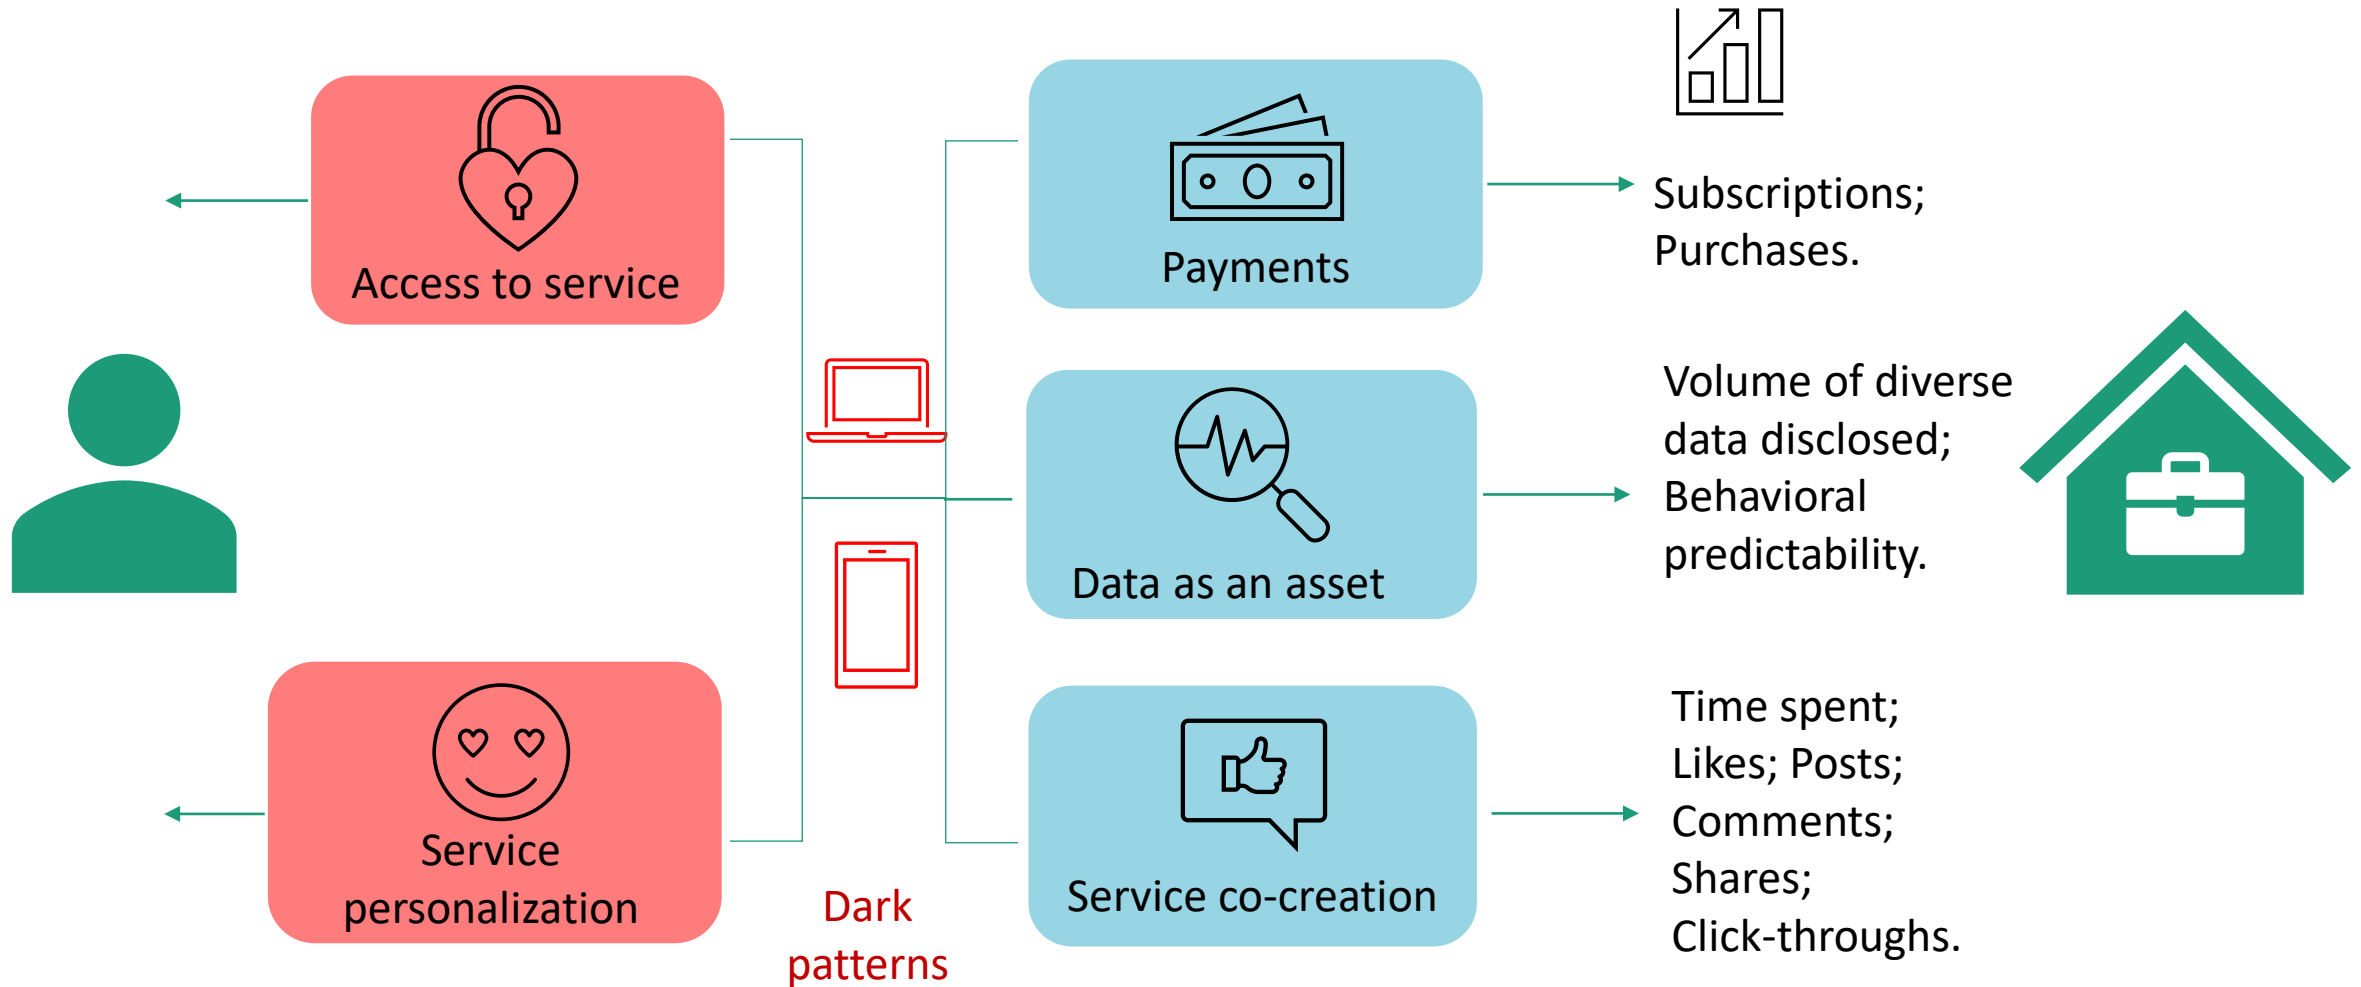 Access to service
Payments
Subscriptions;
Purchases.
Data as an asset
Volume of diverse
data disclosed;
Behavioral
predictability.
Service
personalization
Dark
patterns
Service co-creation
Time spent;
Likes; Posts;
Comments;
Shares;
Click-throughs.